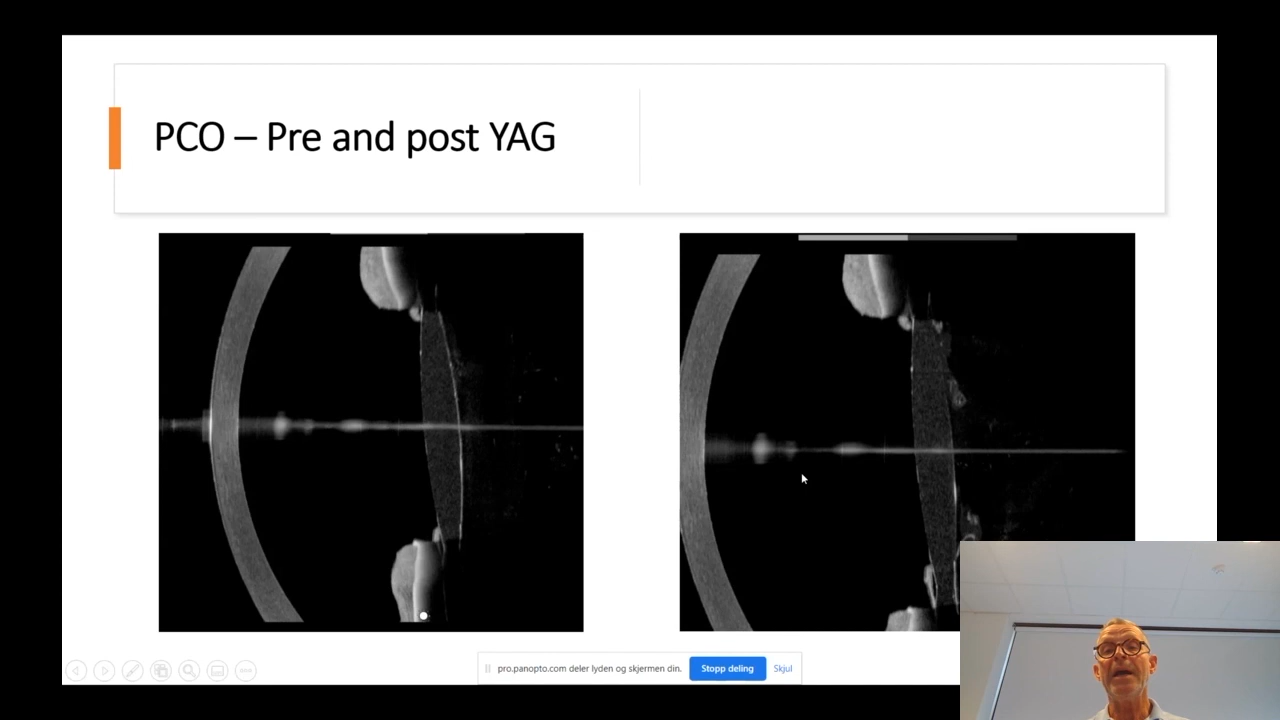 PCO – Pre and post YAG
pro.panopto.com deler lyden og skjermen din.
Stopp deling
Skjul